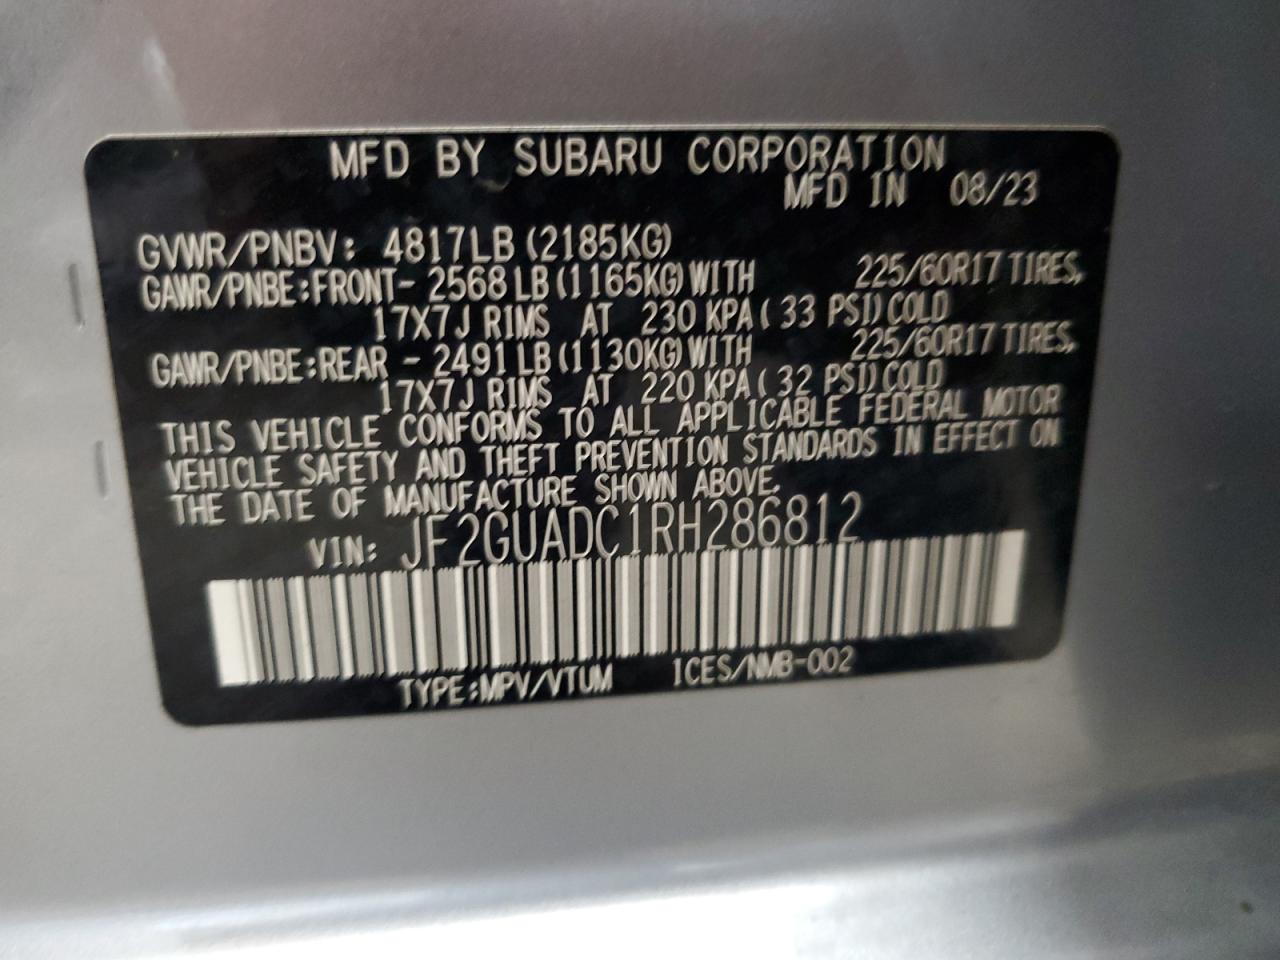 MFD BY SUBARU CORPORATION
MFD IN 08/23
GVWR/PNBV: 4817LB (2185KG)
GAWR/PNBE:FRONT- 2568 LB (1165KG) WITH 225/60R17 TIRES,
17X7J RIMS AT 230 KPA ( 33 PSI) COLD
GAWR/PNBE:REAR - 2491 LB (1130KG) WITH 225/60R17 TIRES,
17X7J RIMS AT 220 KPA ( 32 PSI) COLD
THIS VEHICLE CONFORMS TO ALL APPLICABLE FEDERAL MOTOR
VEHICLE SAFETY AND THEFT PREVENTION STANDARDS IN EFFECT ON
THE DATE OF MANUFACTURE SHOWN ABOVE.
VIN: JF2GUADC1RH286812
TYPE:MPV/VTUM ICES/NMB-002